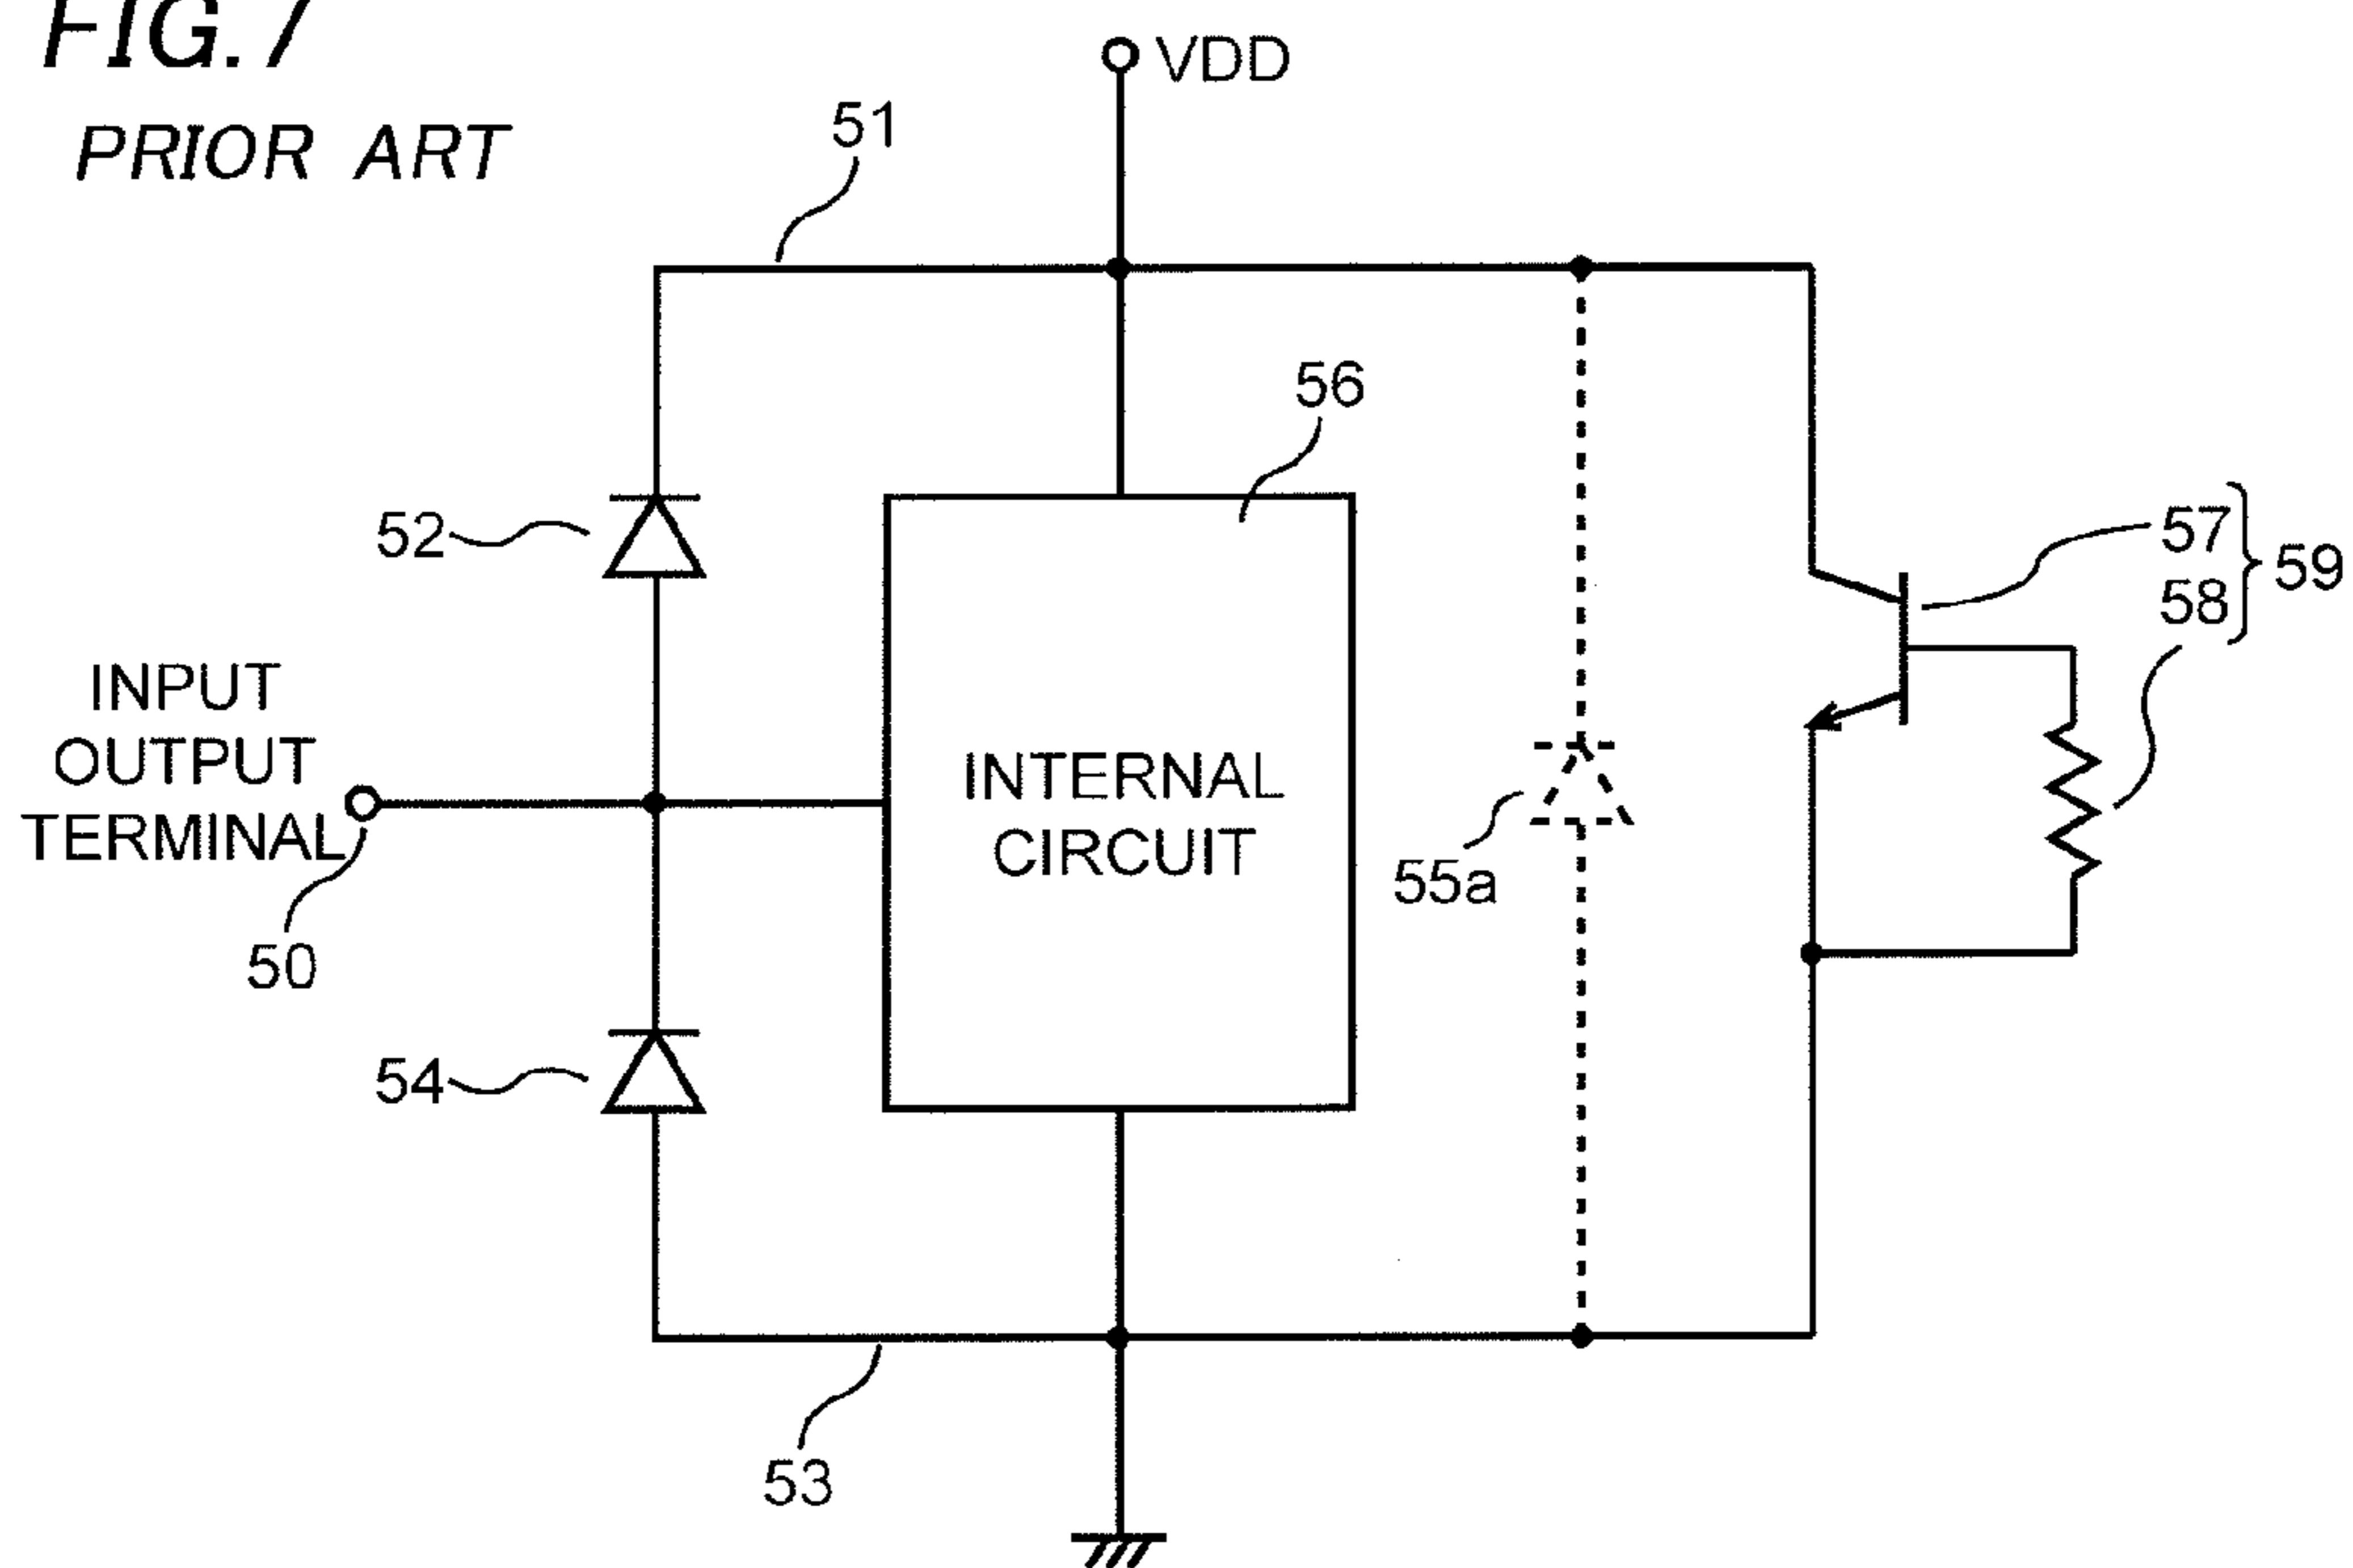 FIG. 7
PRIOR ART
VDD
51
56
52
57
58
59
INPUT
OUTPUT
TERMINAL
50
INTERNAL
CIRCUIT
55a
54
53